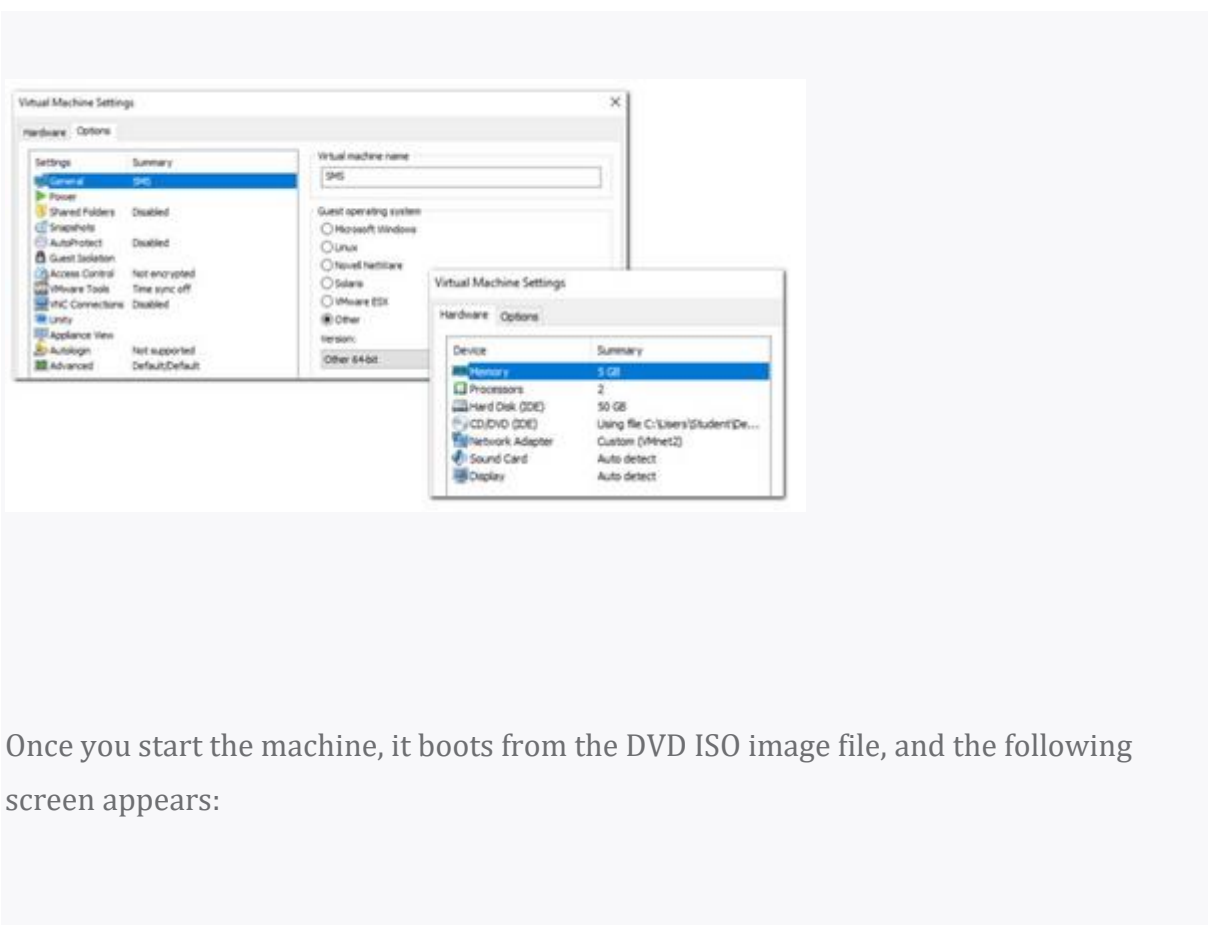 Virtual Machine Settings
Hardware Options
Settings Summary
General SMS
Power
Shared Folders Disabled
Snapshots
AutoProtect Disabled
Guest Isolation
Access Control Not encrypted
VMware Tools Time sync off
VNC Connections Disabled
Unity
Appliance View
Autologin Not supported
Advanced Default/Default
Virtual machine name
SMS
Guest operating system
Microsoft Windows
Linux
Novell NetWare
Solaris
VMware ESX
Other
Version:
Other 64-bit
Virtual Machine Settings
Hardware Options
Device Summary
Memory 5 GB
Processors 2
Hard Disk (IDE) 50 GB
CD/DVD (IDE) Using file C:\Users\Student\De...
Network Adapter Custom (VMnet2)
Sound Card Auto detect
Display Auto detect
Once you start the machine, it boots from the DVD ISO image file, and the following
screen appears: